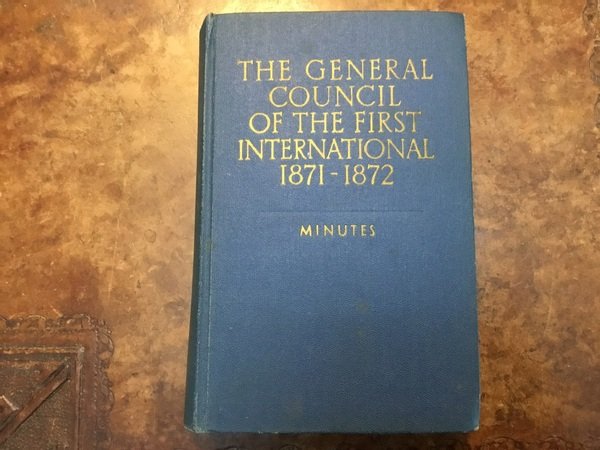 THE GENERAL
COUNCIL
OF THE FIRST
INTERNATIONAL
1871-1872
MINUTES